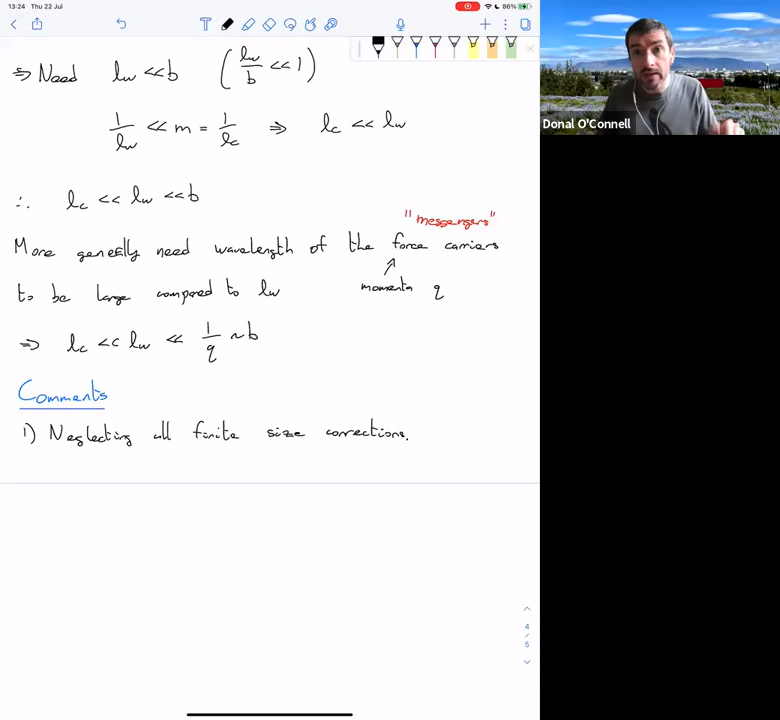 13:24 Thu 22 Jul
86%
⇒ Need lw << b (lw/b << 1)
1/lw << m = 1/lc ⇒ lc << lw
∴ lc << lw << b
"messengers"
More generally need wavelength of the force carriers
to be large compared to lw
momenta q
⇒ lc << lw << 1/q ~ b
Comments
1) Neglecting all finite size corrections.
Donal O'Connell
4
/
5